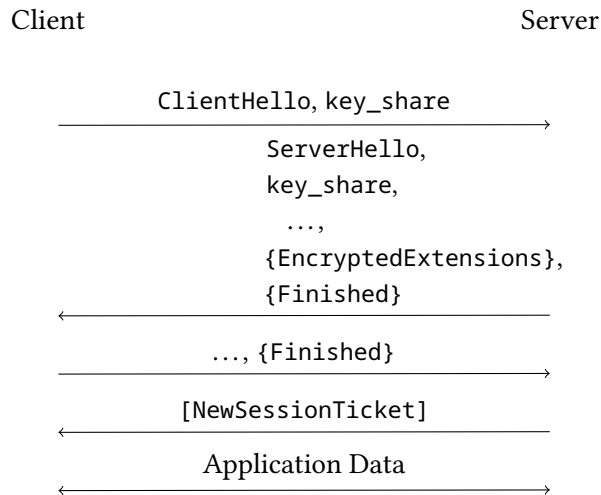 Client Server
ClientHello, key_share
ServerHello,
key_share,
...,
{EncryptedExtensions},
{Finished}
..., {Finished}
[NewSessionTicket]
Application Data